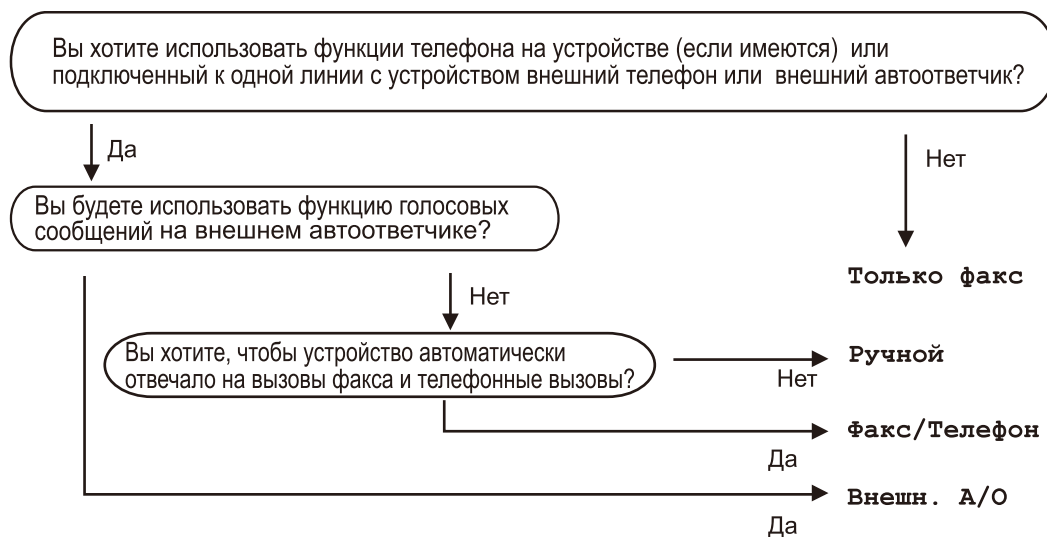 Вы хотите использовать функции телефона на устройстве (если имеются) или
подключенный к одной линии с устройством внешний телефон или внешний автоответчик?
Да
Нет
Вы будете использовать функцию голосовых
сообщений на внешнем автоответчике?
Только факс
Нет
Вы хотите, чтобы устройство автоматически
отвечало на вызовы факса и телефонные вызовы?
Ручной
Нет
Факс/Телефон
Да
Внешн. А/О
Да